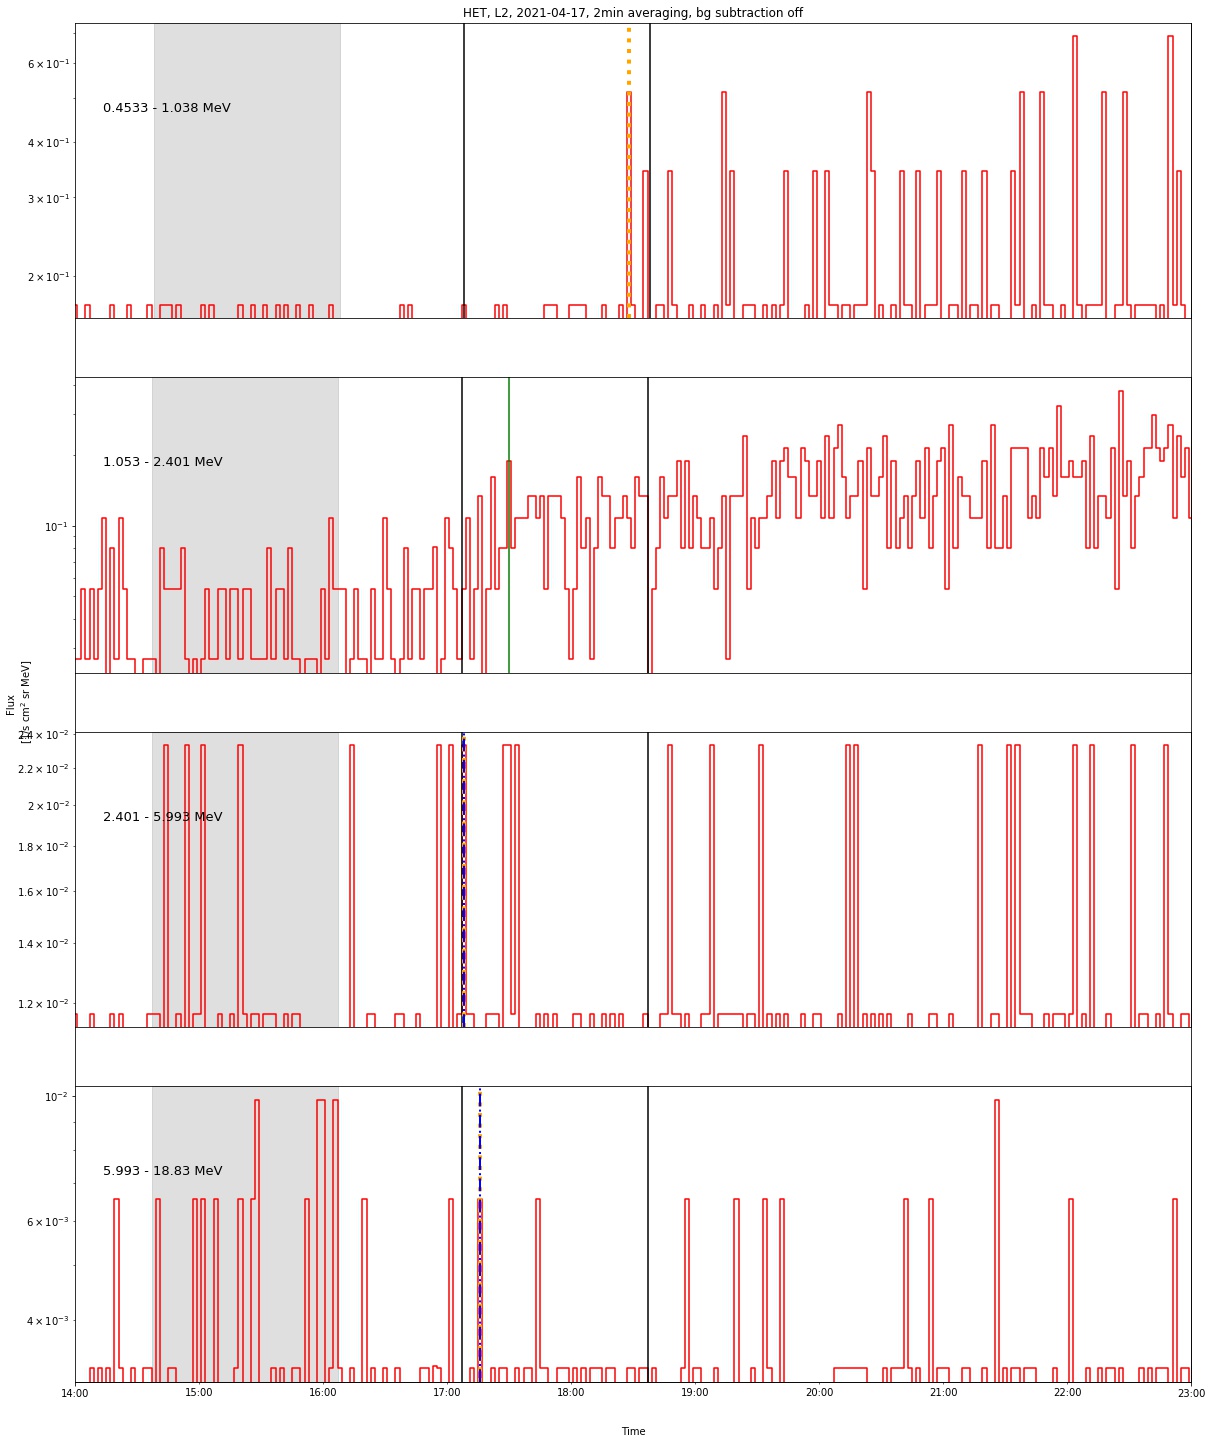 HET, L2, 2021-04-17, 2min averaging, bg subtraction off
6 × 10⁻¹
0.4533 - 1.038 MeV
4 × 10⁻¹
3 × 10⁻¹
2 × 10⁻¹
1.053 - 2.401 MeV
10⁻¹
Flux
sr MeV]
2.4 × 10⁻²
2.2 × 10⁻²
2 × 10⁻²
2.401 - 5.993 MeV
1.8 × 10⁻²
1.6 × 10⁻²
1.4 × 10⁻²
1.2 × 10⁻²
10⁻²
5.993 - 18.83 MeV
6 × 10⁻³
4 × 10⁻³
14:00 15:00 16:00 17:00 18:00 19:00 20:00 21:00 22:00 23:00
Time